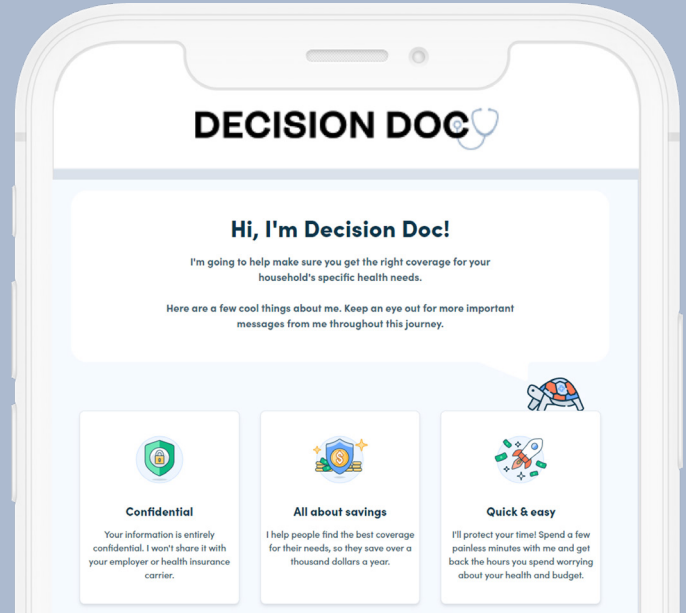 DECISION DOC
Hi, I'm Decision Doc!
I'm going to help make sure you get the right coverage for your
household's specific health needs.
Here are a few cool things about me. Keep an eye out for more important
messages from me throughout this journey.
Confidential
Your information is entirely
confidential. I won't share it with
your employer or health insurance
carrier.
All about savings
I help people find the best coverage
for their needs, so they save over a
thousand dollars a year.
Quick & easy
I'll protect your time! Spend a few
painless minutes with me and get
back the hours you spend worrying
about your health and budget.